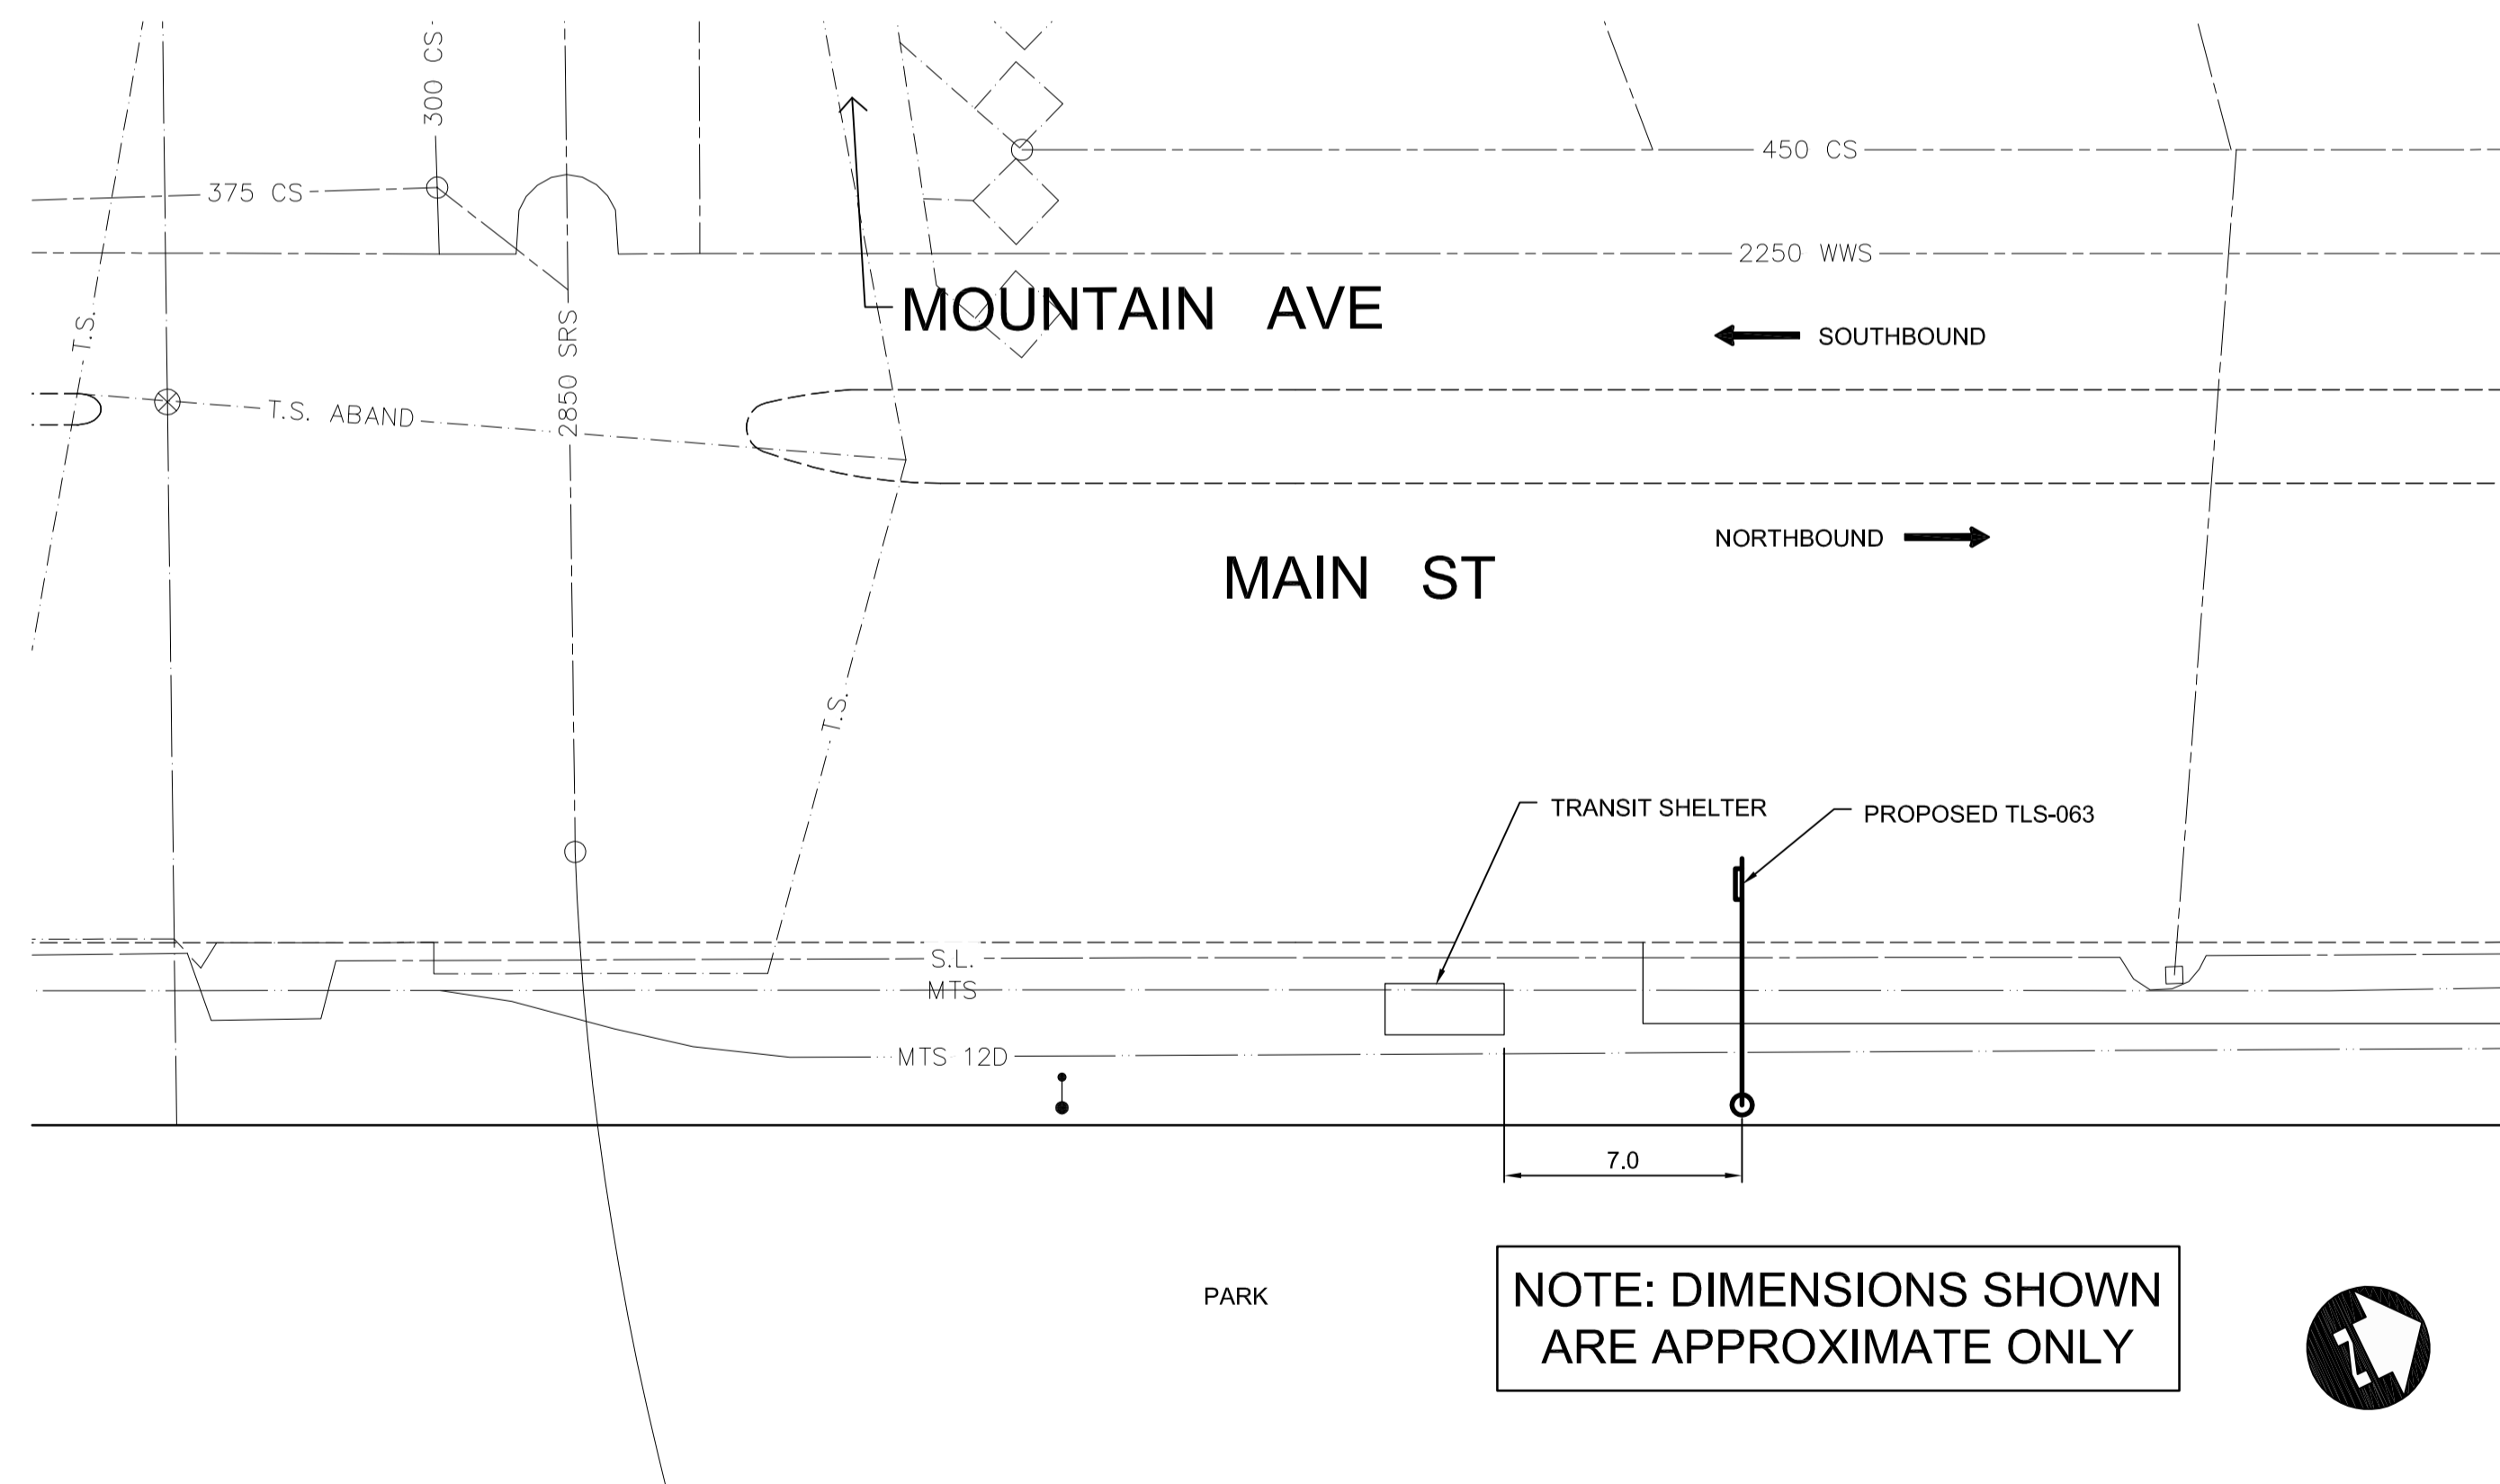 300 CS
450 CS
375 CS
2250 WWS
MOUNTAIN AVE
SOUTHBOUND
T.S.
2850 SRS
T.S. ABAND
NORTHBOUND
MAIN ST
T.S.
TRANSIT SHELTER
PROPOSED TLS-063
S.L.
MTS
MTS 12D
7.0
PARK
NOTE: DIMENSIONS SHOWN
ARE APPROXIMATE ONLY